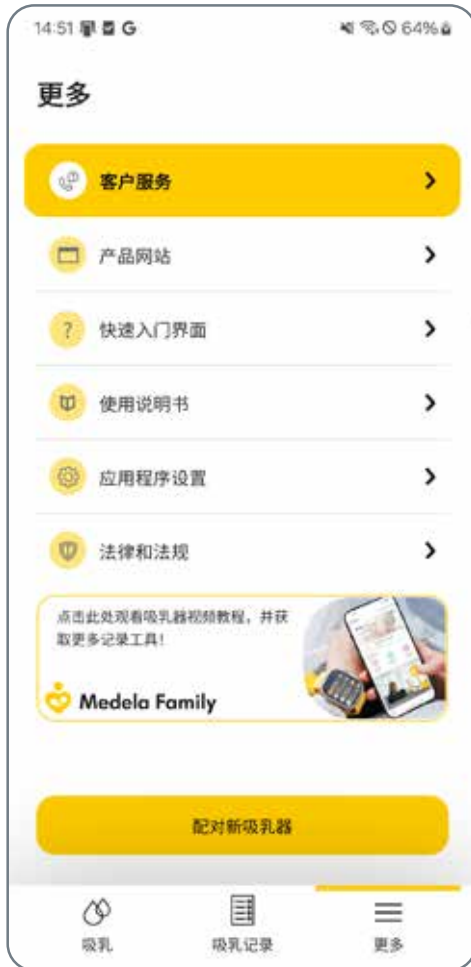 14:51 G 64%
更多
客户服务
产品网站
? 快速入门界面
使用说明书
应用程序设置
法律和法规
点击此处观看吸乳器视频教程，并获
取更多记录工具！
Medela Family
配对新吸乳器
吸乳 吸乳记录 更多